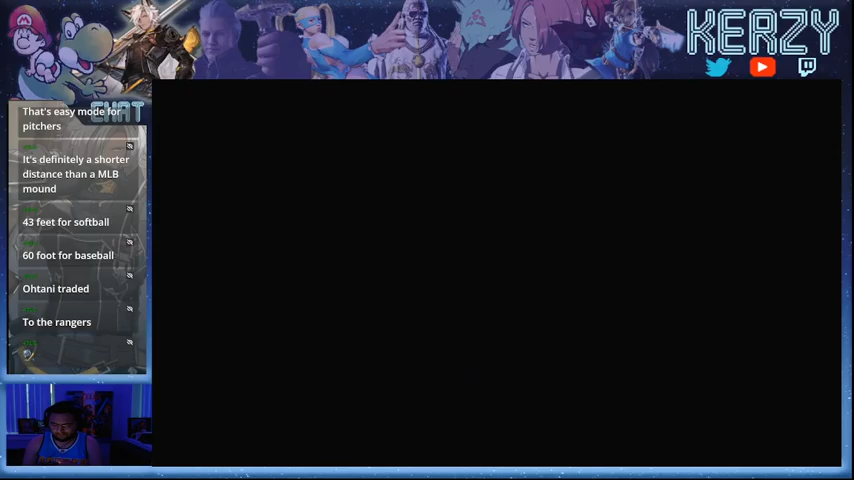 KERZY
CHAT
That's easy mode for
pitchers
It's definitely a shorter
distance than a MLB
mound
43 feet for softball
60 foot for baseball
Ohtani traded
To the rangers